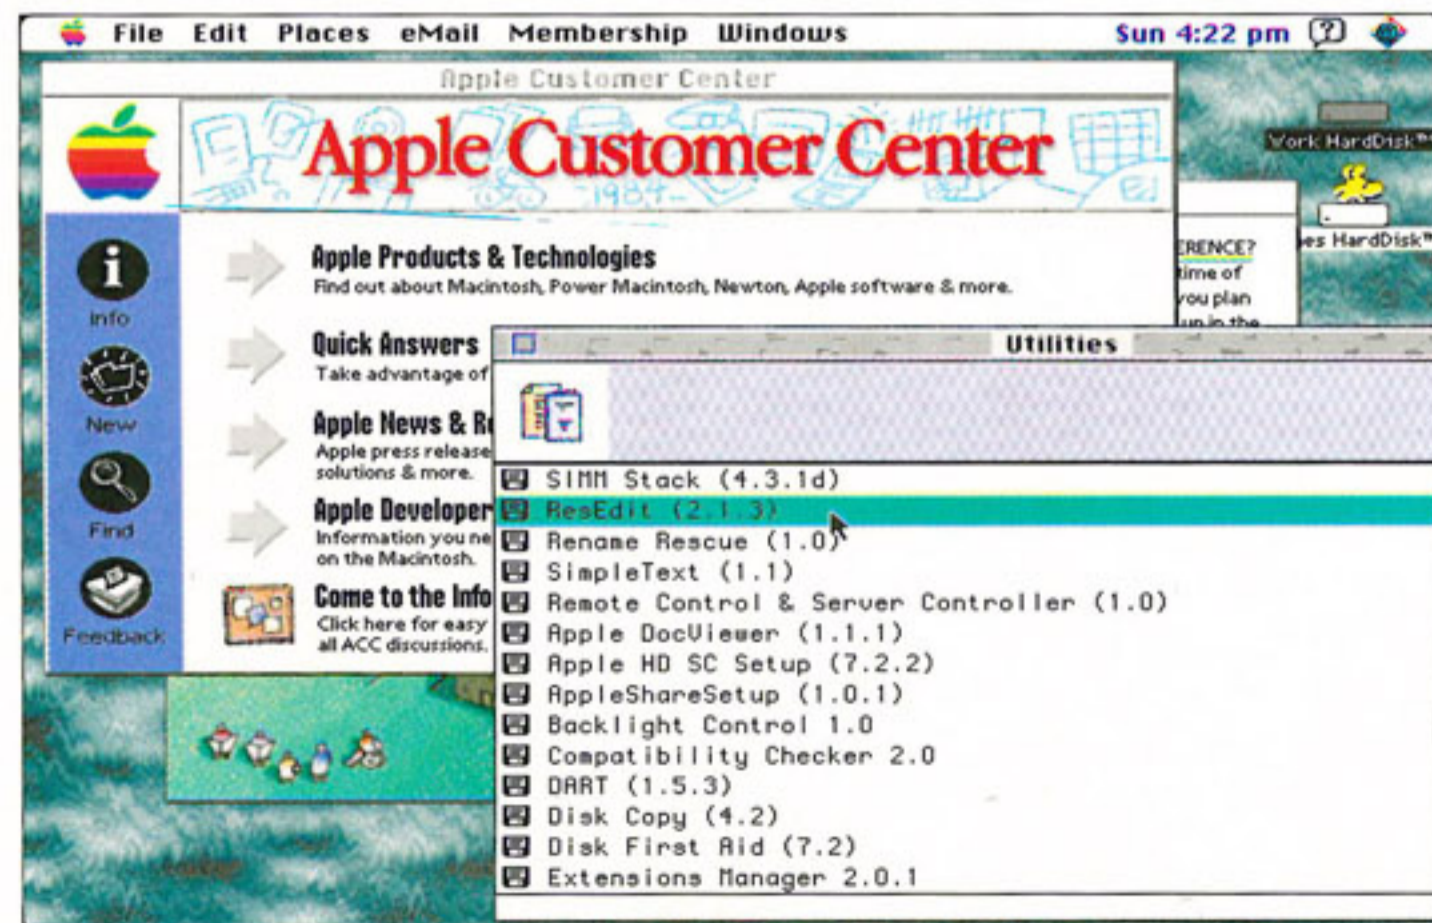 File Edit Places eMail Membership Windows Sun 4:22 pm
Apple Customer Center
Apple Customer Center
1984
Work HardDisk™
es HardDisk™
ERENCE?
time of
you plan
up in the
Info
New
Find
Feedback
Apple Products & Technologies
Find out about Macintosh, Power Macintosh, Newton, Apple software & more.
Quick Answers
Take advantage of
Apple News & R
Apple press release
solutions & more.
Apple Developer
Information you ne
on the Macintosh.
Come to the Info
Click here for easy
all ACC discussions.
Utilities
SIMM Stack (4.3.1d)
ResEdit (2.1.3)
Rename Rescue (1.0)
SimpleText (1.1)
Remote Control & Server Controller (1.0)
Apple DocViewer (1.1.1)
Apple HD SC Setup (7.2.2)
AppleShareSetup (1.0.1)
Backlight Control 1.0
Compatibility Checker 2.0
DART (1.5.3)
Disk Copy (4.2)
Disk First Aid (7.2)
Extensions Manager 2.0.1